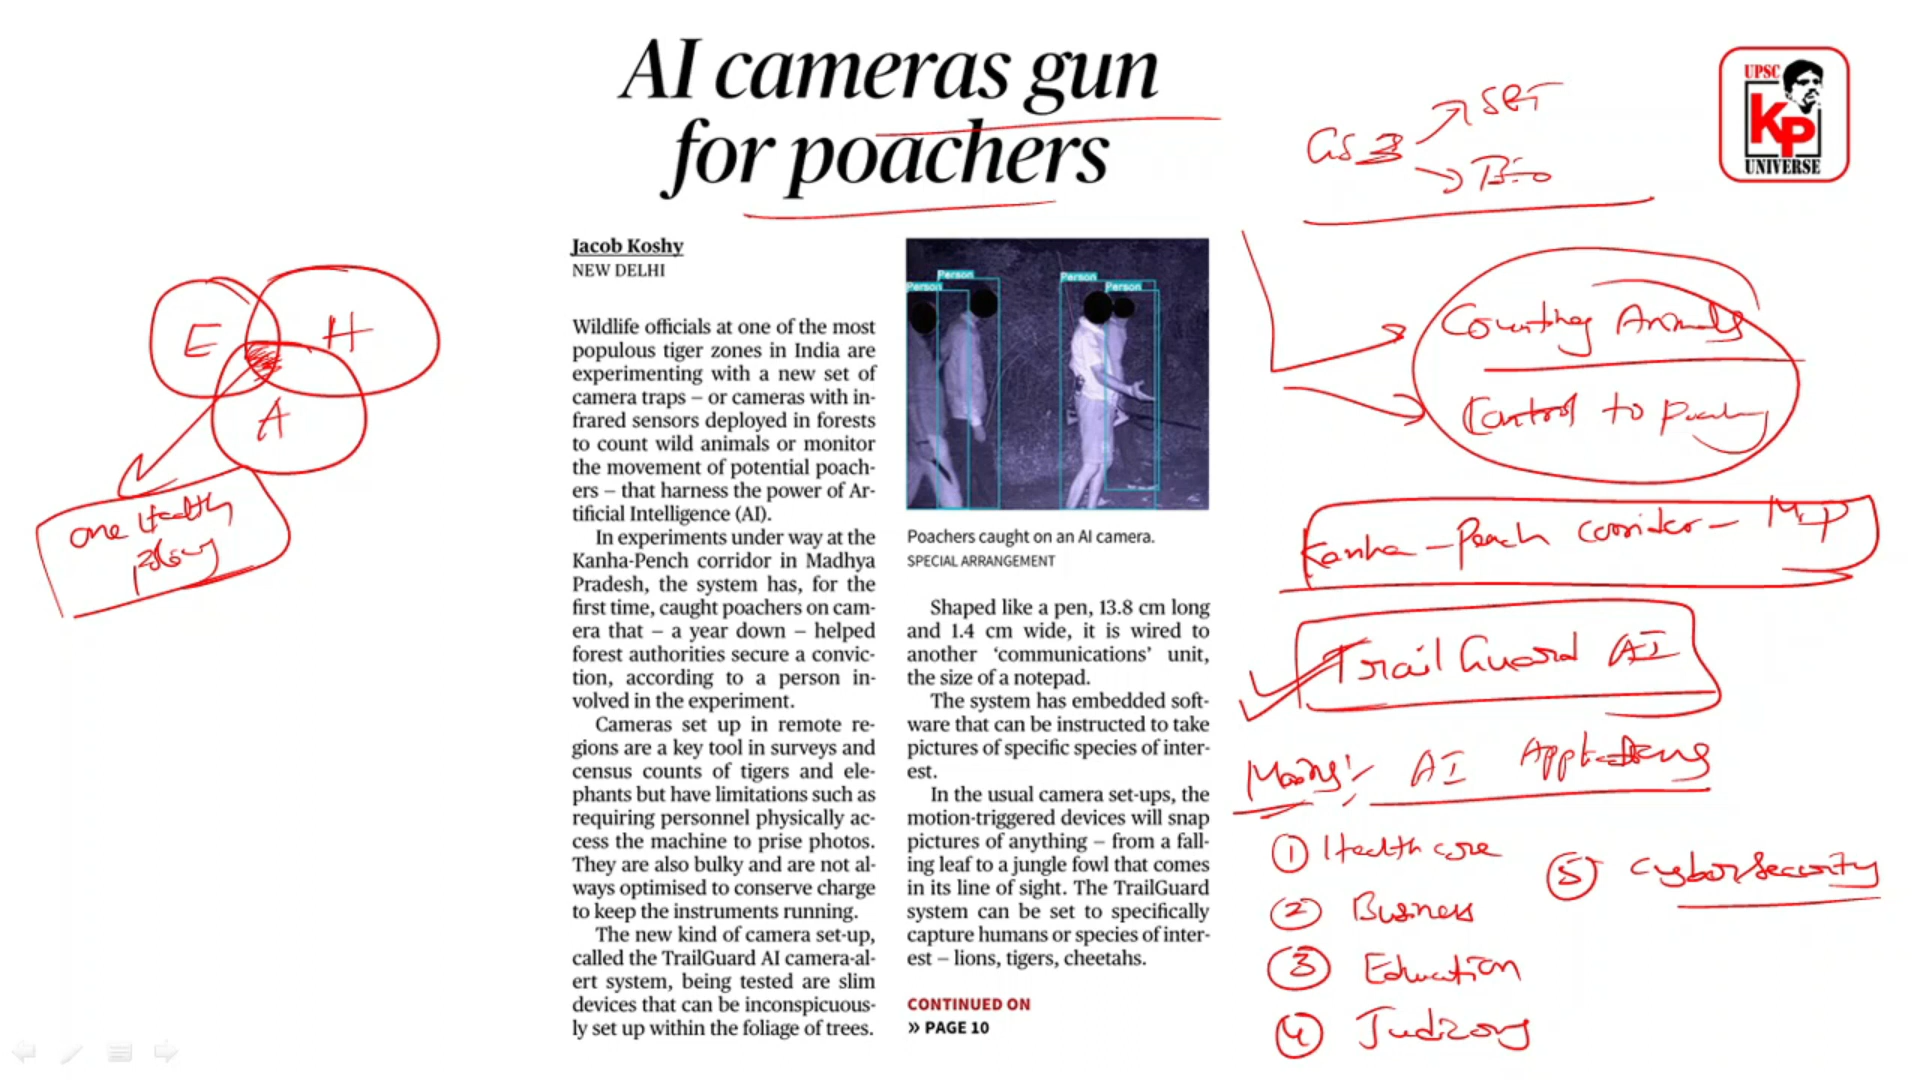 AI cameras gun
for poachers
UPSC
KP
UNIVERSE
GS 3
S&T
Bio
Jacob Koshy
NEW DELHI
Wildlife officials at one of the most
populous tiger zones in India are
experimenting with a new set of
camera traps – or cameras with in-
frared sensors deployed in forests
to count wild animals or monitor
the movement of potential poach-
ers – that harness the power of Ar-
tificial Intelligence (AI).
In experiments under way at the
Kanha-Pench corridor in Madhya
Pradesh, the system has, for the
first time, caught poachers on cam-
era that – a year down – helped
forest authorities secure a convic-
tion, according to a person in-
volved in the experiment.
Cameras set up in remote re-
gions are a key tool in surveys and
census counts of tigers and ele-
phants but have limitations such as
requiring personnel physically ac-
cess the machine to prise photos.
They are also bulky and are not al-
ways optimised to conserve charge
to keep the instruments running.
The new kind of camera set-up,
called the TrailGuard AI camera-al-
ert system, being tested are slim
devices that can be inconspicuous-
ly set up within the foliage of trees.
Person
Person
Person
Person
Poachers caught on an AI camera.
SPECIAL ARRANGEMENT
Shaped like a pen, 13.8 cm long
and 1.4 cm wide, it is wired to
another ‘communications’ unit,
the size of a notepad.
The system has embedded soft-
ware that can be instructed to take
pictures of specific species of inter-
est.
In the usual camera set-ups, the
motion-triggered devices will snap
pictures of anything – from a fall-
ing leaf to a jungle fowl that comes
in its line of sight. The TrailGuard
system can be set to specifically
capture humans or species of inter-
est – lions, tigers, cheetahs.
CONTINUED ON
» PAGE 10
E
H
A
One Health
Counting Animals
Control to
Kanha - Pench corridor - M.P
TrailGuard AI
Mains:- AI Applications
① Health care
② Business
③ Education
④ Judizory
⑤ Cybersecurity